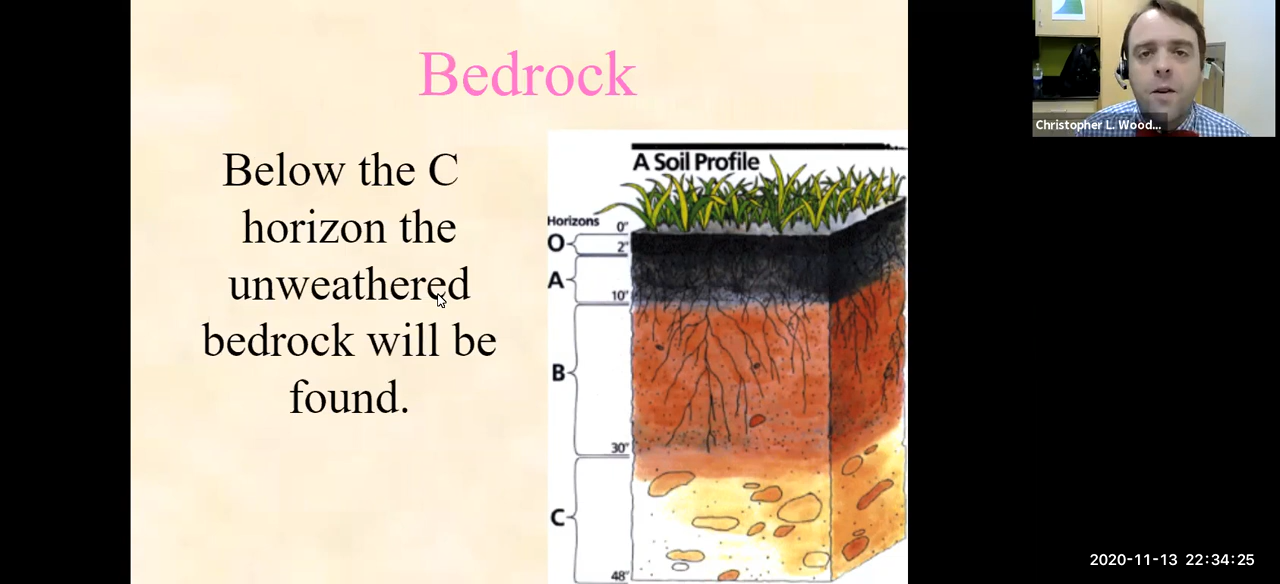 Bedrock
Below the C
horizon the
unweathered
bedrock will be
found.
A Soil Profile
Horizons
0"
O
2"
A
10"
B
30"
C
48"
Christopher L. Wood...
2020-11-13 22:34:25